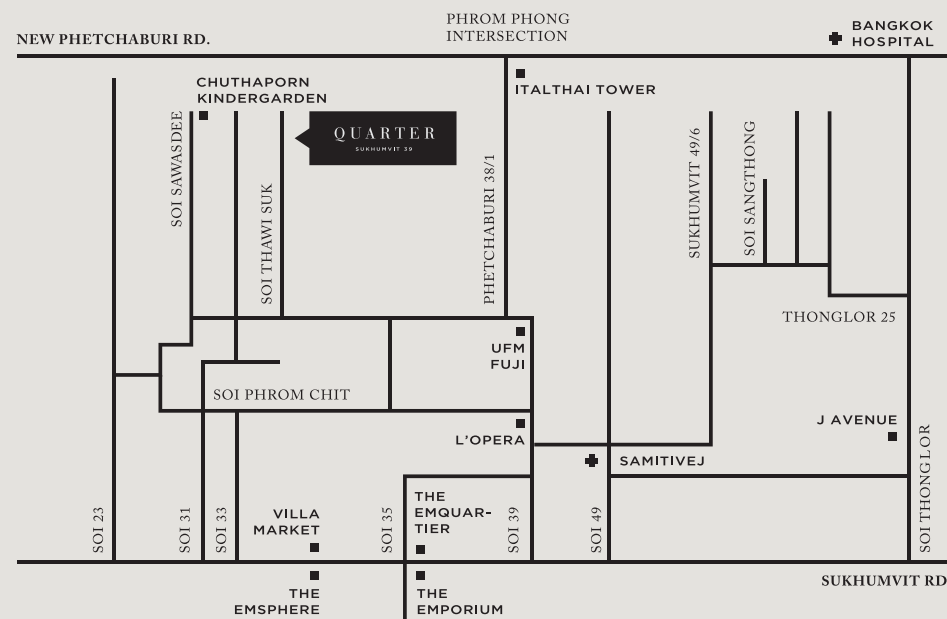 PHROM PHONG
INTERSECTION
NEW PHETCHABURI RD.
BANGKOK
HOSPITAL
CHUTHAPORN
KINDERGARDEN
ITALTHAI TOWER
QUARTER
SUKHUMVIT 39
SOI SAWASDEE
SOI THAWI SUK
PHETCHABURI 38/1
SUKHUMVIT 49/6
SOI SANGTHONG
THONGLOR 25
UFM
FUJI
SOI PHROM CHIT
L'OPERA
J AVENUE
SAMITIVEJ
SOI 23
SOI 31
SOI 33
VILLA
MARKET
SOI 35
THE
EMQUAR-
TIER
SOI 39
SOI 49
SOI THONGLOR
SUKHUMVIT RD
THE
EMSPHERE
THE
EMPORIUM